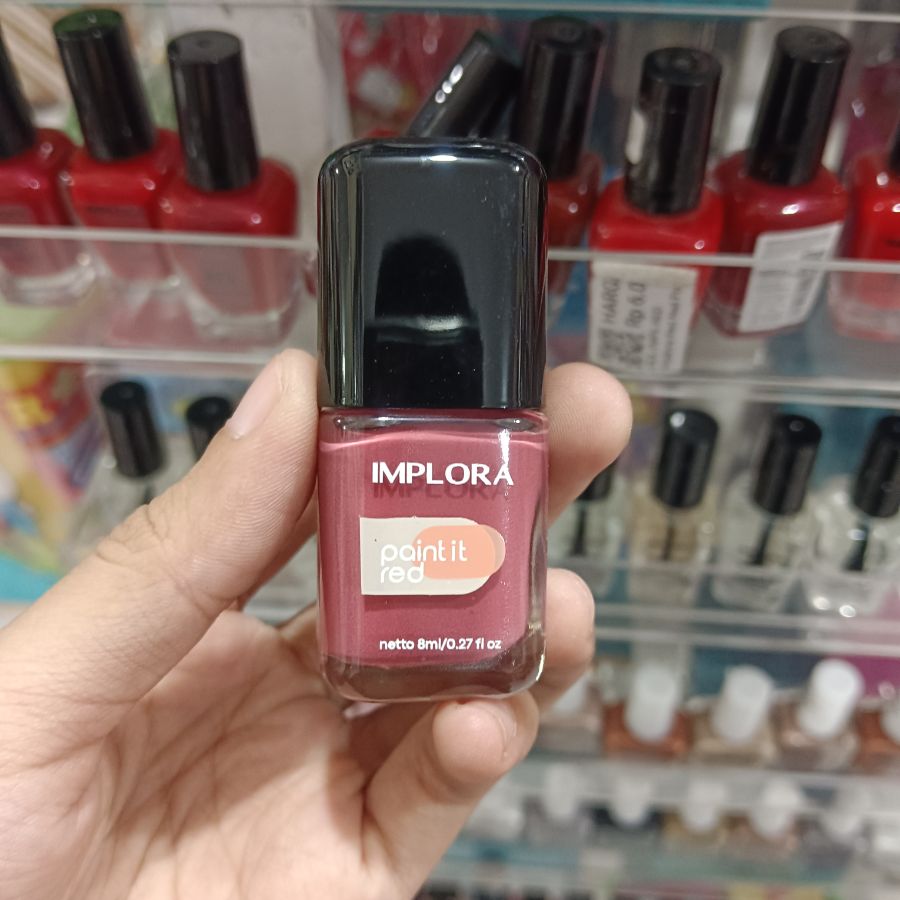 IMPLORA
paint it
red
netto 8ml/0.27 fl oz